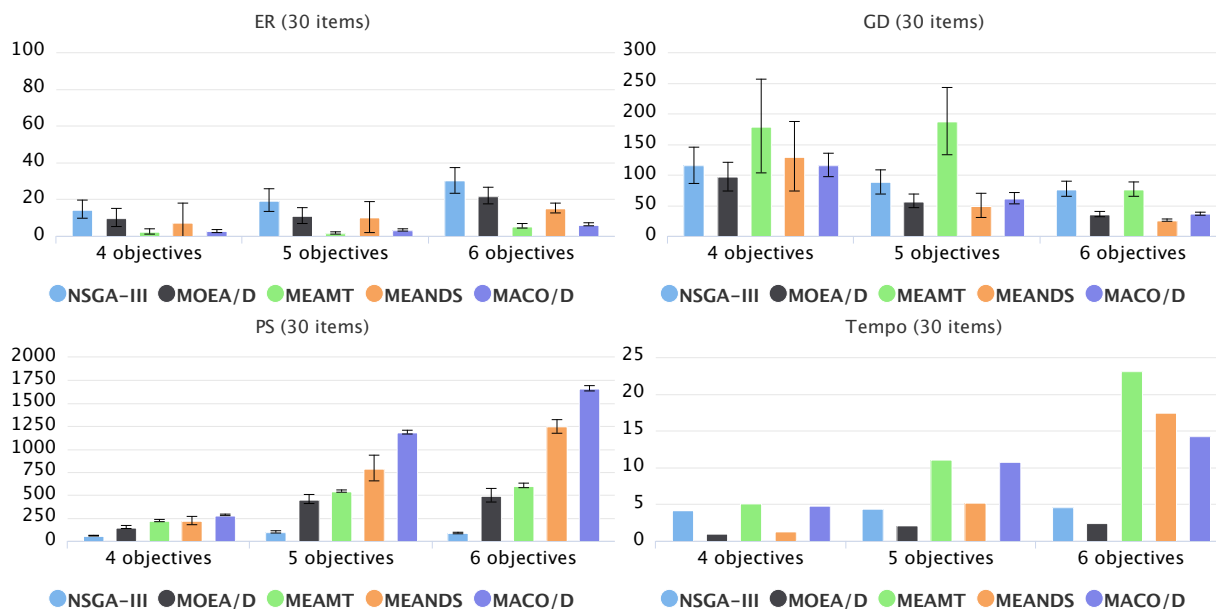 ER (30 items)
100
80
60
40
20
0
4 objectives 5 objectives 6 objectives
NSGA-III MOEA/D MEAMT MEANDS MACO/D
GD (30 items)
300
250
200
150
100
50
0
4 objectives 5 objectives 6 objectives
NSGA-III MOEA/D MEAMT MEANDS MACO/D
PS (30 items)
2000
1750
1250
1000
750
500
250
0
4 objectives 5 objectives 6 objectives
NSGA-III MOEA/D MEAMT MEANDS MACO/D
Tempo (30 items)
25
20
15
10
5
0
4 objectives 5 objectives 6 objectives
NSGA-III MOEA/D MEAMT MEANDS MACO/D